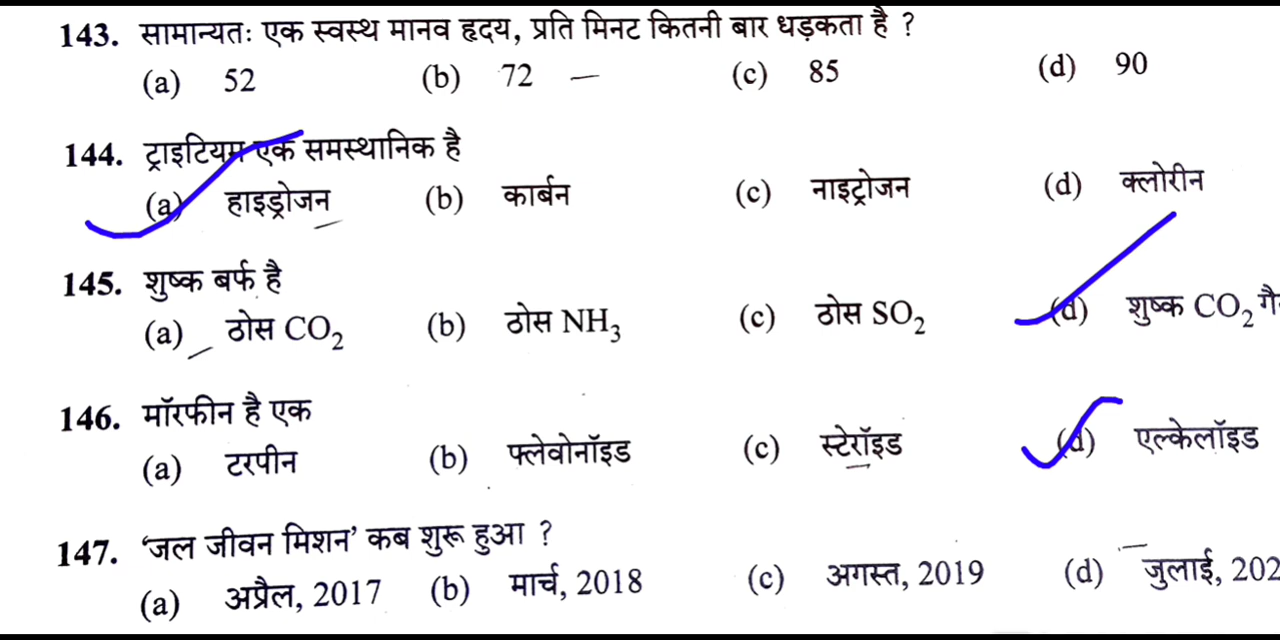 143. सामान्यतः एक स्वस्थ मानव हृदय, प्रति मिनट कितनी बार धड़कता है ?
(a) 52 (b) 72 (c) 85 (d) 90
144. ट्राइटियम एक समस्थानिक है
(a) हाइड्रोजन (b) कार्बन (c) नाइट्रोजन (d) क्लोरीन
145. शुष्क बर्फ है
(a) ठोस CO₂ (b) ठोस NH₃ (c) ठोस SO₂ (d) शुष्क CO₂
146. मॉरफीन है एक
(a) टरपीन (b) फ्लेवोनॉइड (c) स्टेरॉइड (d) एल्केलॉइड
147. ‘जल जीवन मिशन’ कब शुरू हुआ ?
(a) अप्रैल, 2017 (b) मार्च, 2018 (c) अगस्त, 2019 (d) जुलाई, 202